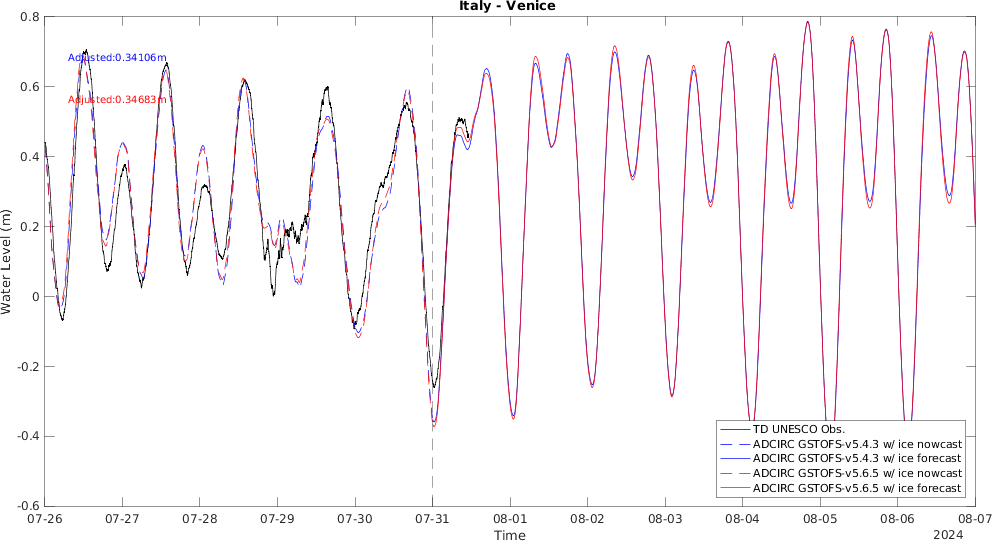 Italy - Venice
Water Level (m)
0.8
0.6
0.4
0.2
0
-0.2
-0.4
-0.6
Adjusted:0.34106m
Adjusted:0.34683m
TD UNESCO Obs.
ADCIRC GSTOFS-v5.4.3 w/ ice nowcast
ADCIRC GSTOFS-v5.4.3 w/ ice forecast
ADCIRC GSTOFS-v5.6.5 w/ ice nowcast
ADCIRC GSTOFS-v5.6.5 w/ ice forecast
07-26 07-27 07-28 07-29 07-30 07-31 08-01 08-02 08-03 08-04 08-05 08-06 08-07
Time
2024